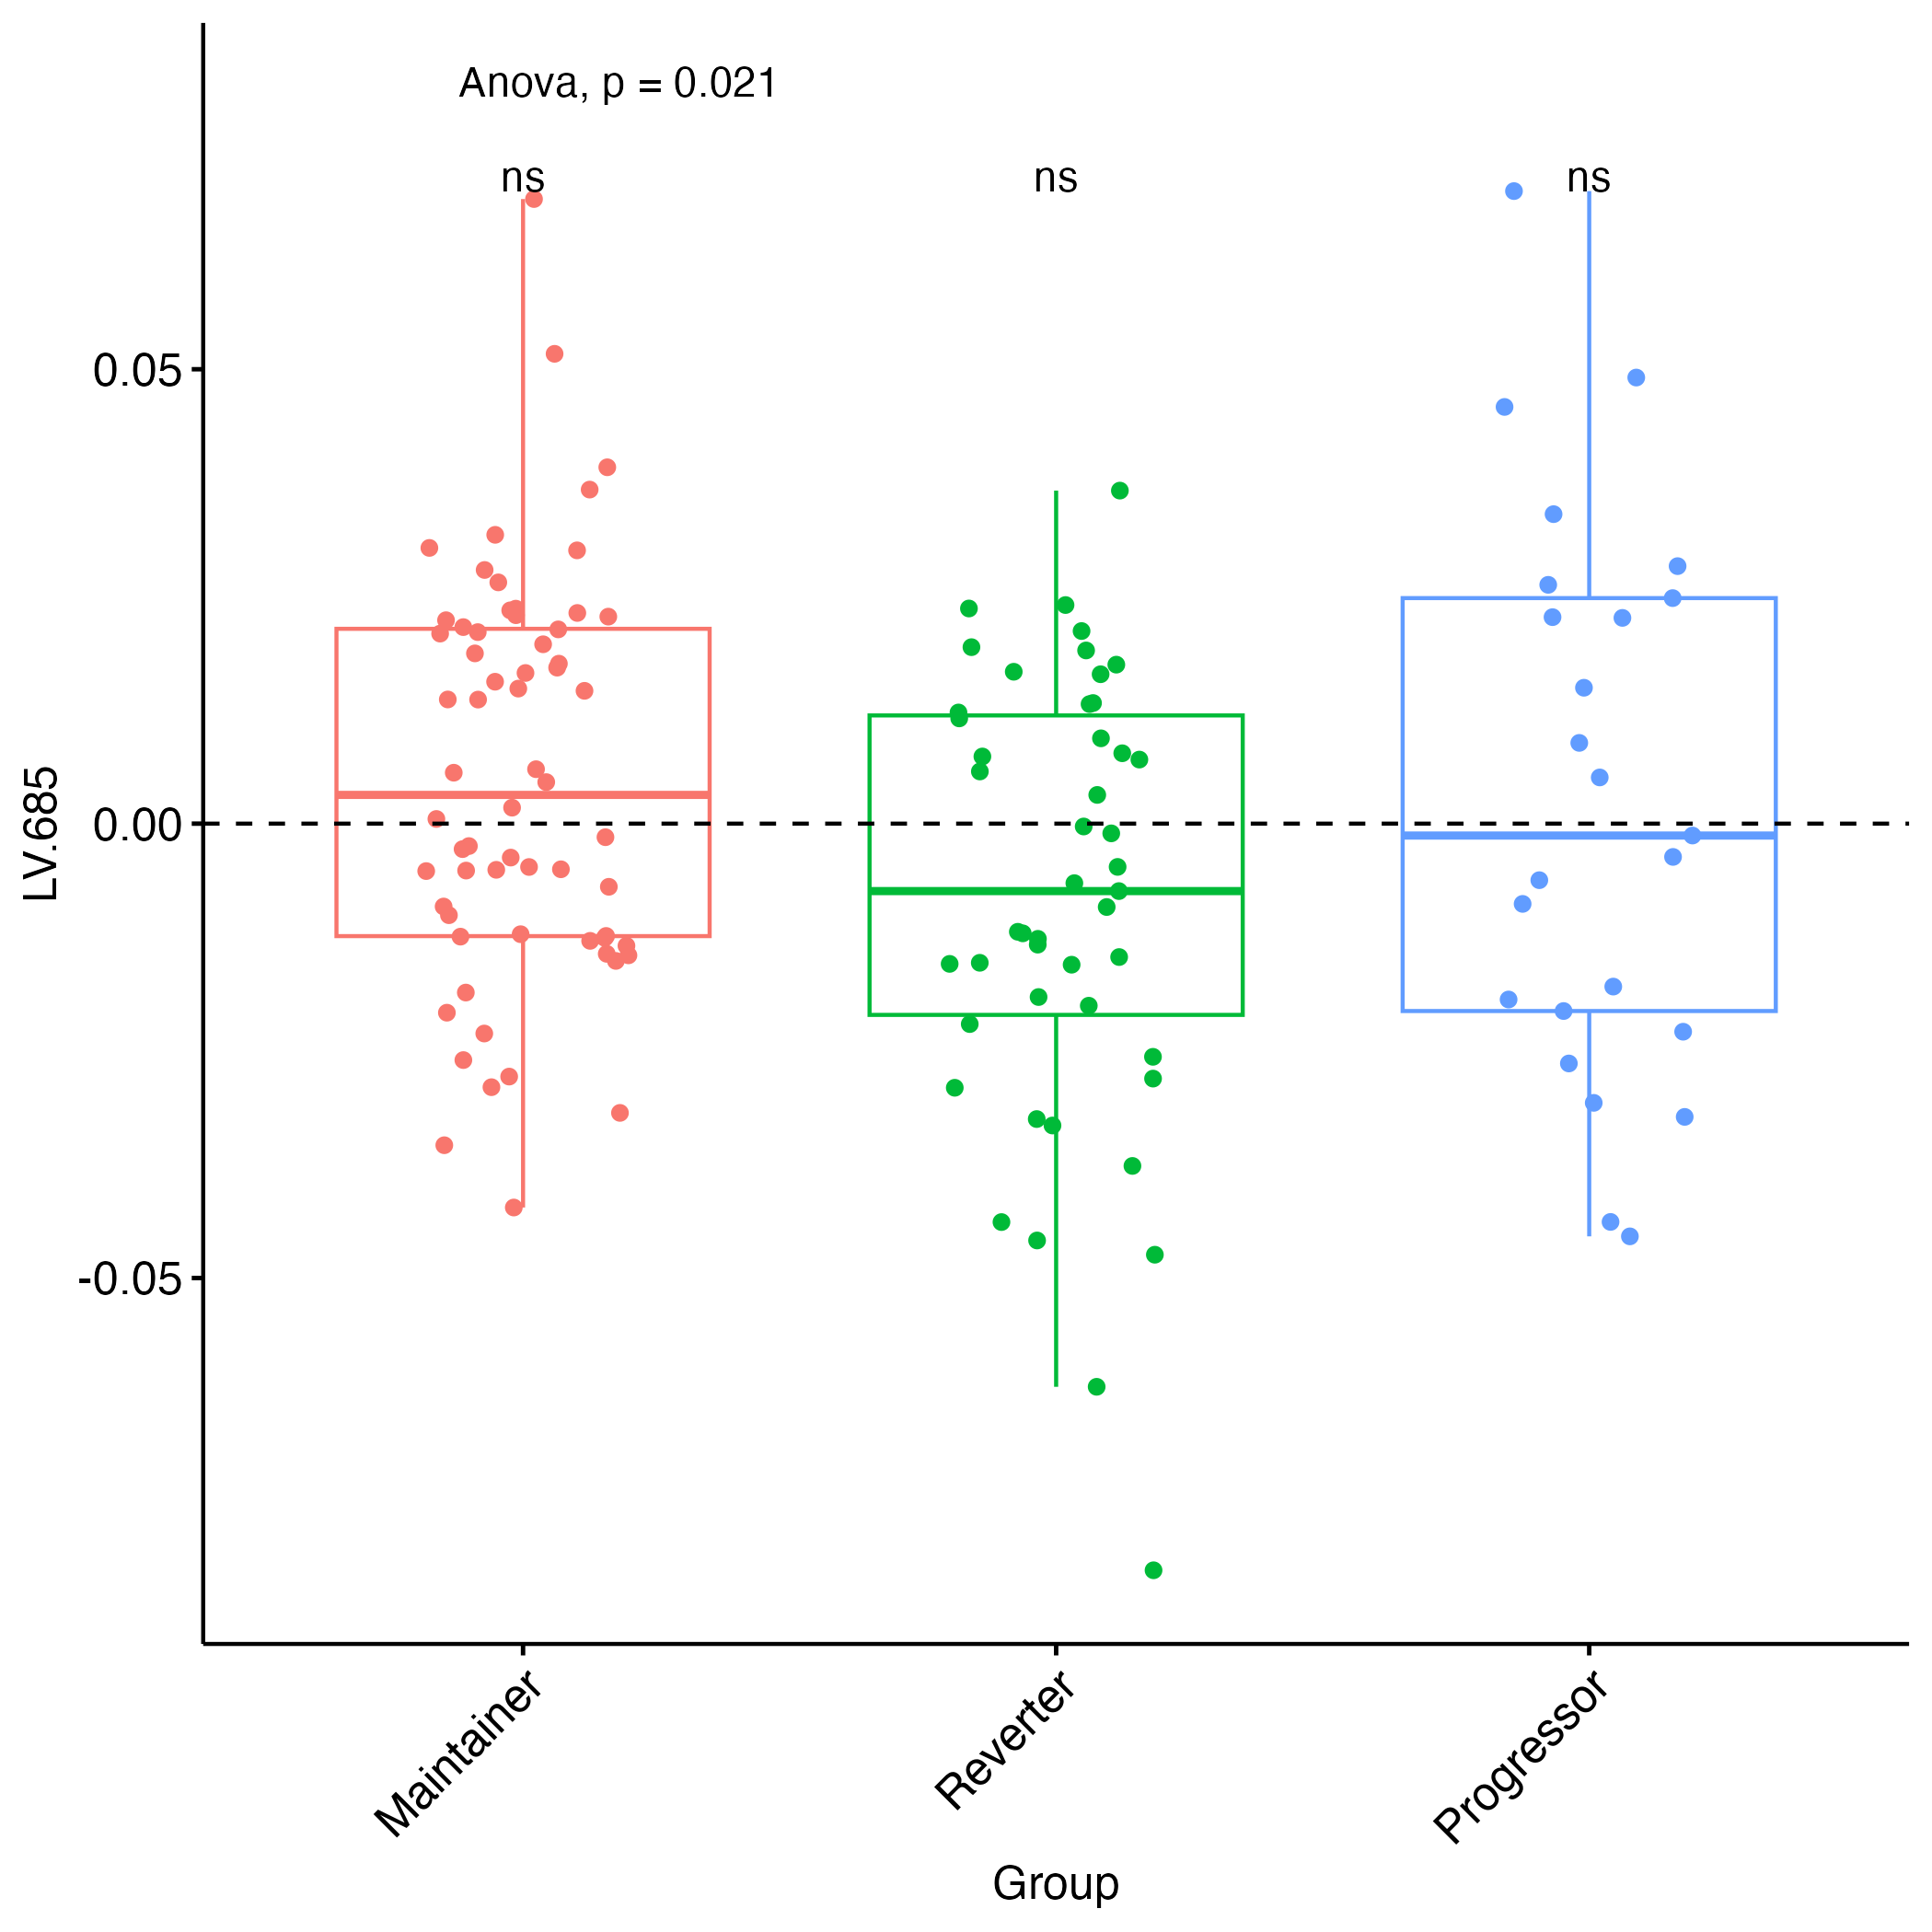 Anova, p = 0.021
ns
ns
ns
0.05
0.00
-0.05
LV.685
Maintainer
Reverter
Progressor
Group